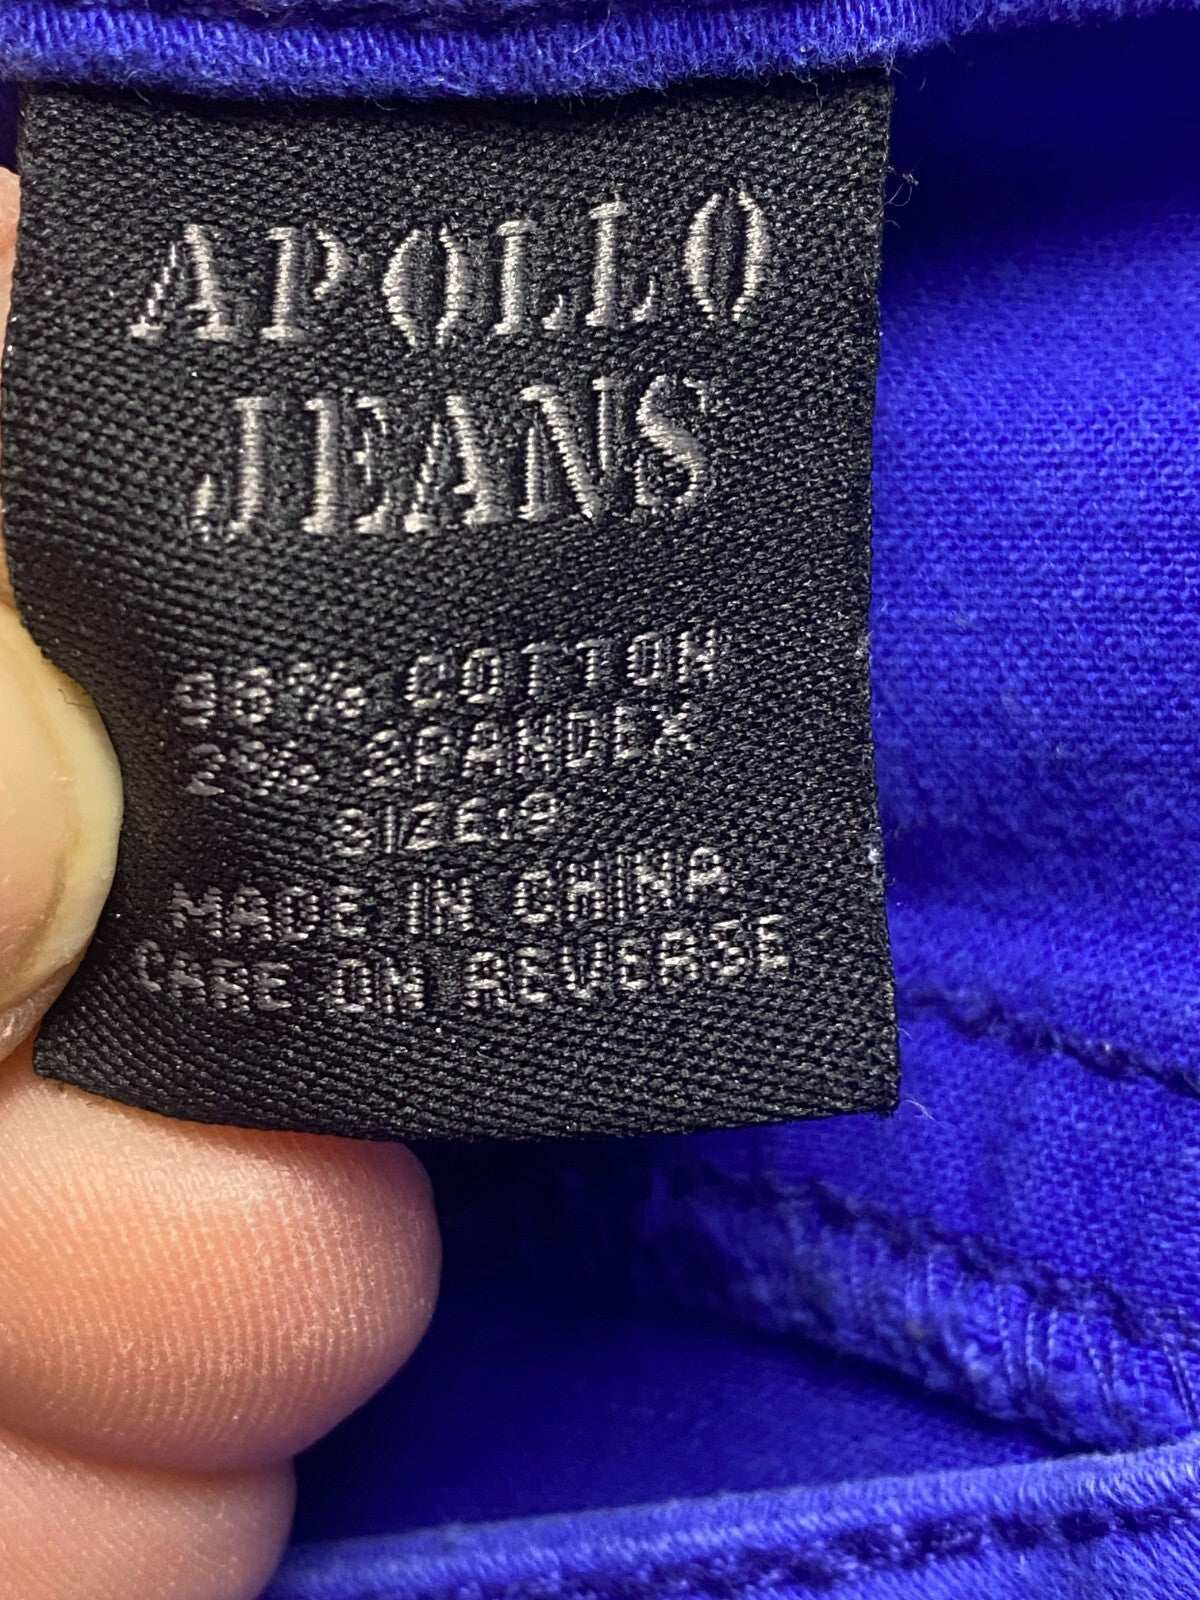 APOLLO
JEANS
98% COTTON
2% SPANDEX
SIZE:9
MADE IN CHINA
CARE ON REVERSE